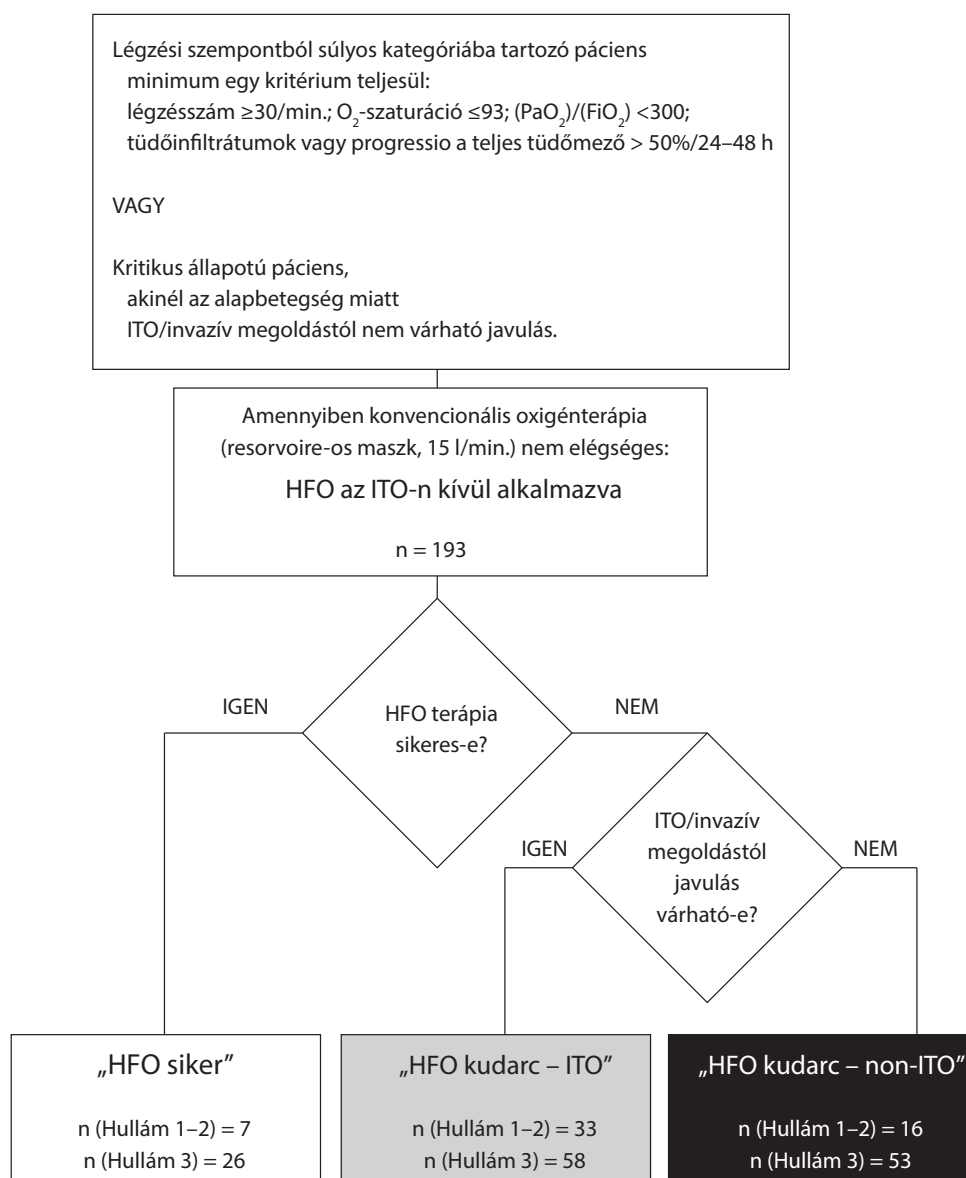 Légzési szempontból súlyos kategóriába tartozó páciens
minimum egy kritérium teljesül:
légzésszám ≥30/min.; O₂-szaturáció ≤93; (PaO₂)/(FiO₂) <300;
tüdőinfiltrátumok vagy progressio a teljes tüdőmező > 50%/24–48 h
VAGY
Kritikus állapotú páciens,
akinél az alapbetegség miatt
ITO/invazív megoldástól nem várható javulás.
Amennyiben konvencionális oxigénterápia
(resorvoire-os maszk, 15 l/min.) nem elégséges:
HFO az ITO-n kívül alkalmazva
n = 193
IGEN
HFO terápia
sikeres-e?
NEM
IGEN
ITO/invazív
megoldástól
javulás
várható-e?
NEM
„HFO siker”
n (Hullám 1–2) = 7
n (Hullám 3) = 26
„HFO kudarc – ITO”
n (Hullám 1–2) = 33
n (Hullám 3) = 58
„HFO kudarc – non-ITO”
n (Hullám 1–2) = 16
n (Hullám 3) = 53